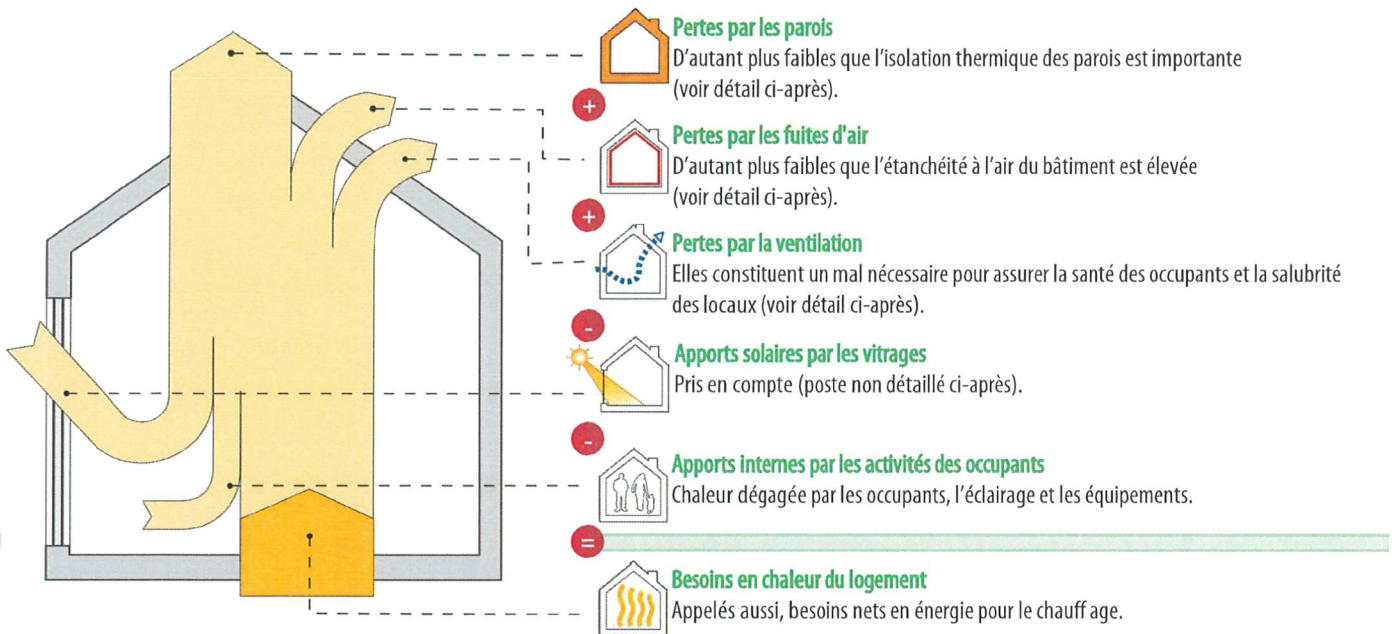 Pertes par les parois
D'autant plus faibles que l'isolation thermique des parois est importante
(voir détail ci-après).
+
Pertes par les fuites d'air
D'autant plus faibles que l'étanchéité à l'air du bâtiment est élevée
(voir détail ci-après).
+
Pertes par la ventilation
Elles constituent un mal nécessaire pour assurer la santé des occupants et la salubrité
des locaux (voir détail ci-après).
-
Apports solaires par les vitrages
Pris en compte (poste non détaillé ci-après).
-
Apports internes par les activités des occupants
Chaleur dégagée par les occupants, l'éclairage et les équipements.
=
Besoins en chaleur du logement
Appelés aussi, besoins nets en énergie pour le chauff age.